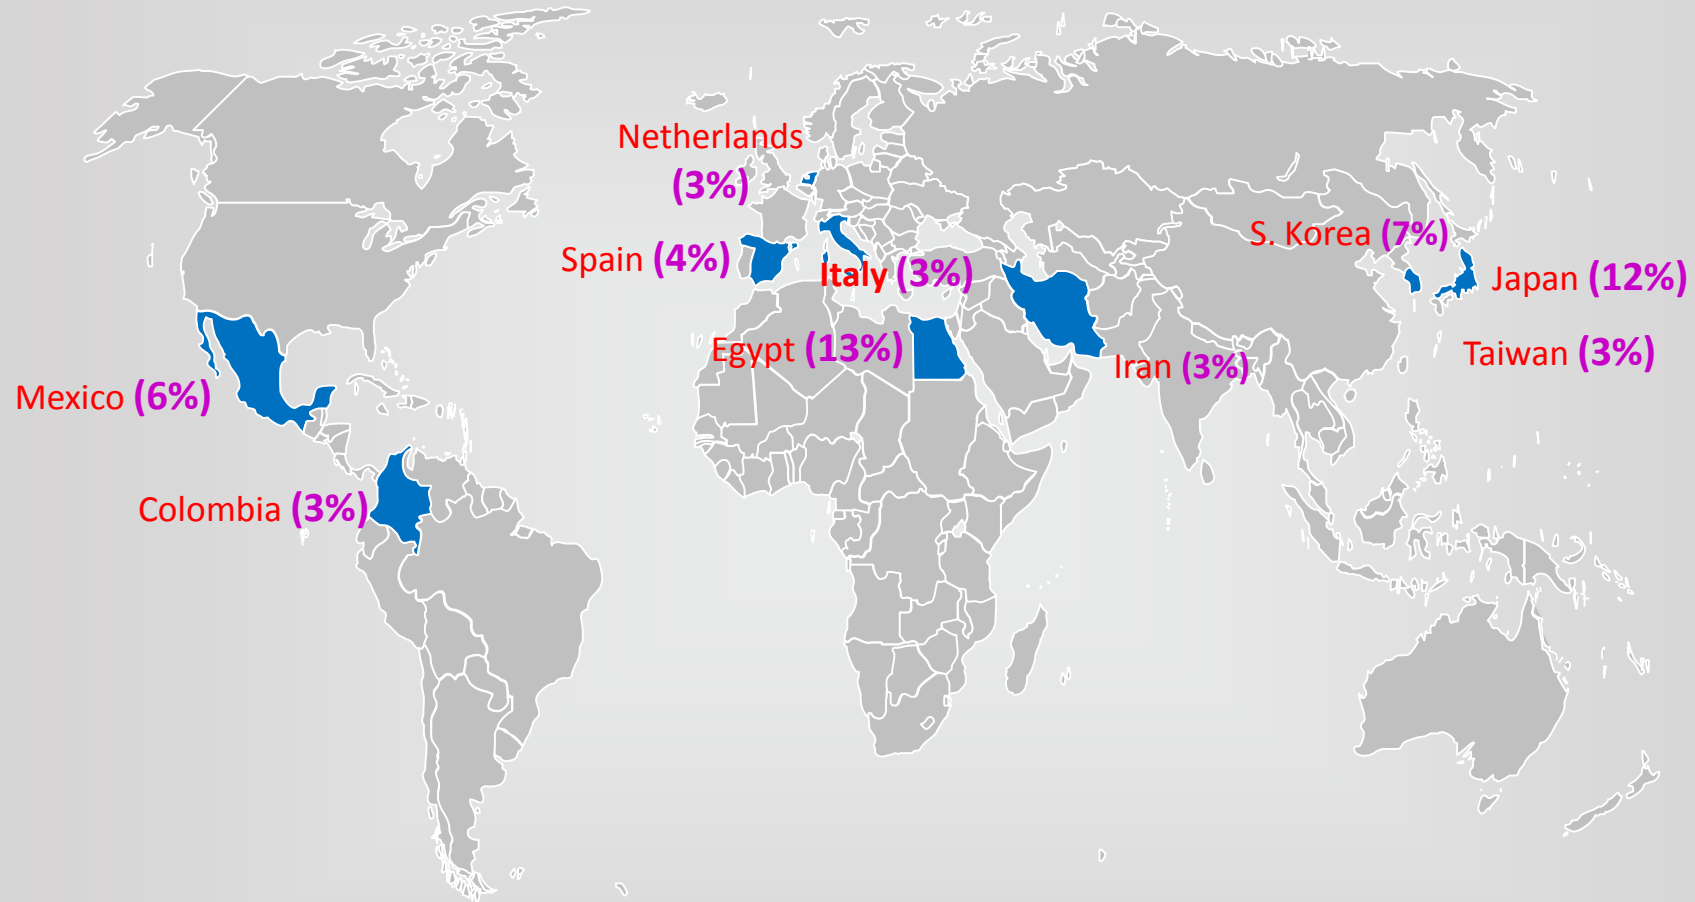 Netherlands
(3%)
S. Korea (7%)
Spain (4%)
Italy (3%)
Japan (12%)
Egypt (13%)
Iran (3%)
Taiwan (3%)
Mexico (6%)
Colombia (3%)